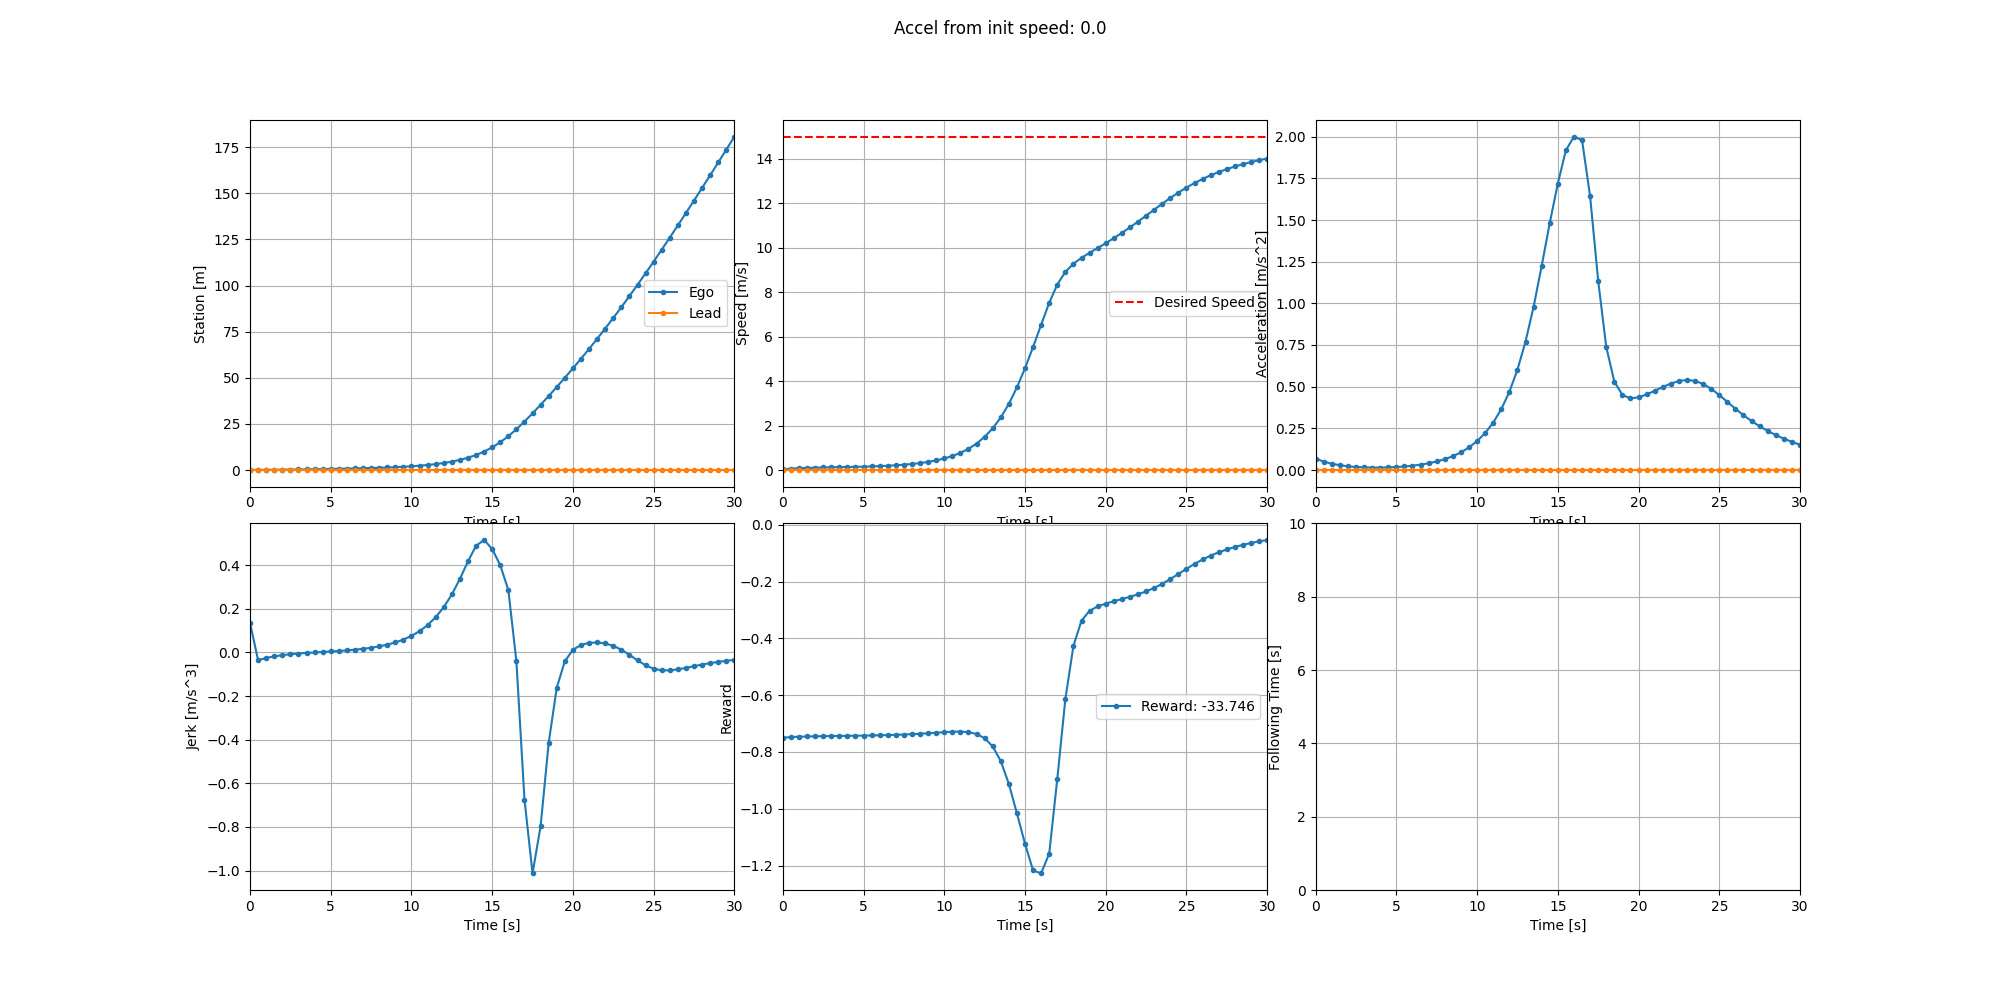 Accel from init speed: 0.0
Station [m]
175
150
125
100
75
50
25
0
Ego
Lead
0 5 10 15 20 25 30
Time [s]
Speed [m/s]
14
12
10
8
6
4
2
0
Desired Speed
0 5 10 15 20 25 30
Time [s]
Acceleration [m/s^2]
2.00
1.75
1.50
1.25
1.00
0.75
0.50
0.25
0.00
0 5 10 15 20 25 30
Time [s]
Jerk [m/s^3]
0.4
0.2
0.0
−0.2
−0.4
−0.6
−0.8
−1.0
0 5 10 15 20 25 30
Time [s]
Reward
0.0
−0.2
−0.4
−0.6
−0.8
−1.0
−1.2
Reward: -33.746
0 5 10 15 20 25 30
Time [s]
Following Time [s]
10
8
6
4
2
0
0 5 10 15 20 25 30
Time [s]